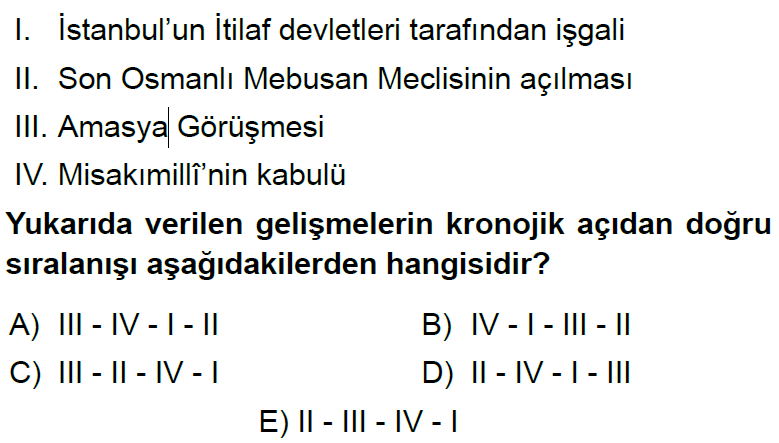 I. İstanbul’un İtilaf devletleri tarafından işgali
II. Son Osmanlı Mebusan Meclisinin açılması
III. Amasya Görüşmesi
IV. Misakımillî’nin kabulü
Yukarıda verilen gelişmelerin kronojik açıdan doğru
sıralanışı aşağıdakilerden hangisidir?
A) III - IV - I - II B) IV - I - III - II
C) III - II - IV - I D) II - IV - I - III
E) II - III - IV - I